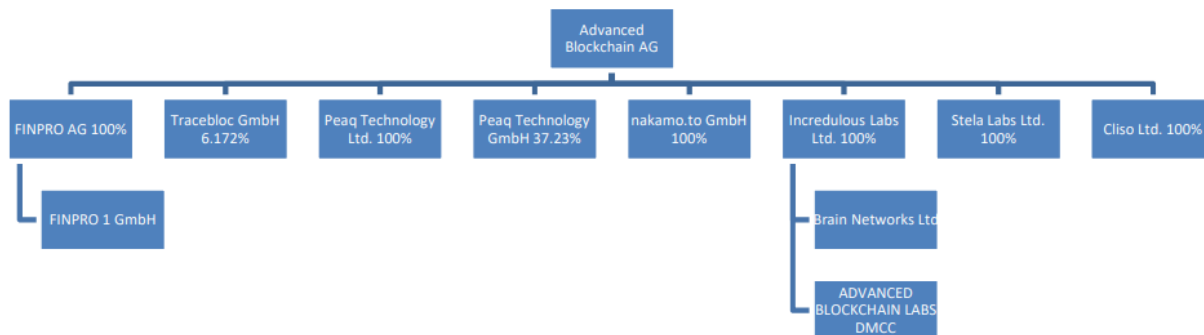 Advanced
Blockchain AG
FINPRO AG 100%
Tracebloc GmbH
6.172%
Peaq Technology
Ltd. 100%
Peaq Technology
GmbH 37.23%
nakamo.to GmbH
100%
Incredulous Labs
Ltd. 100%
Stela Labs Ltd.
100%
Cliso Ltd. 100%
FINPRO 1 GmbH
Brain Networks Ltd
ADVANCED
BLOCKCHAIN LABS
DMCC